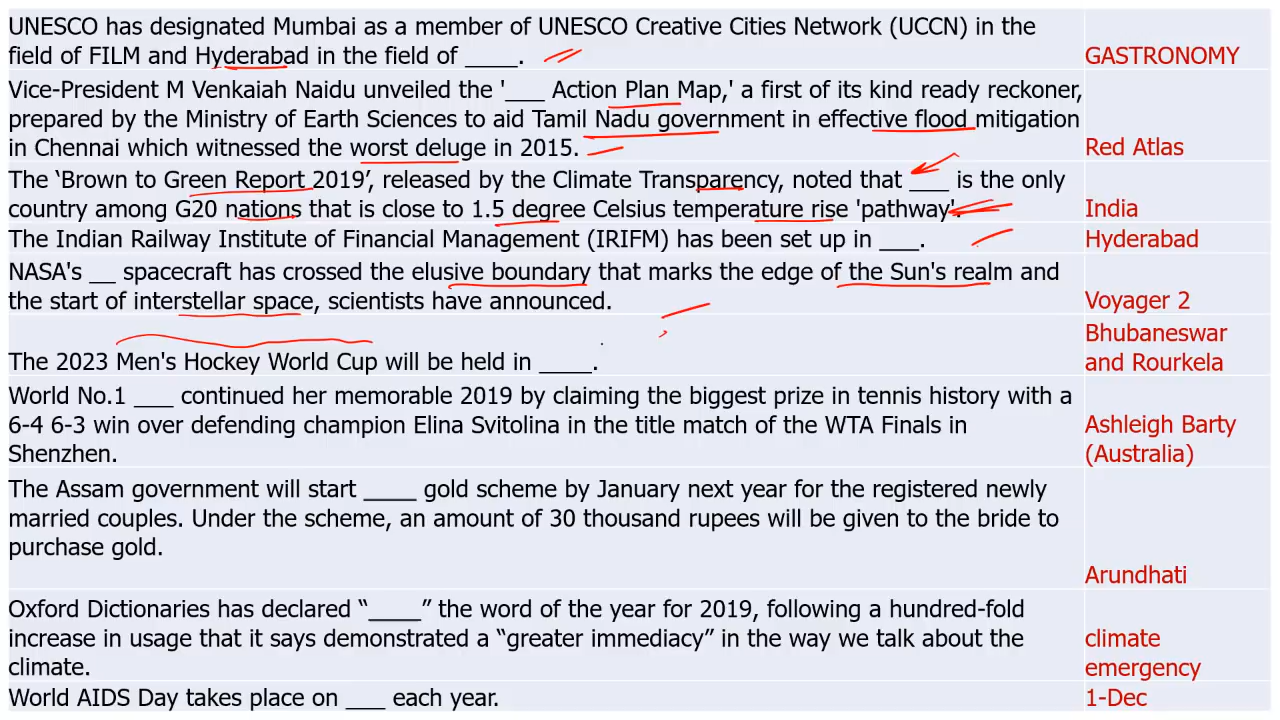 UNESCO has designated Mumbai as a member of UNESCO Creative Cities Network (UCCN) in the
field of FILM and Hyderabad in the field of ____.
GASTRONOMY
Vice-President M Venkaiah Naidu unveiled the '___ Action Plan Map,' a first of its kind ready reckoner,
prepared by the Ministry of Earth Sciences to aid Tamil Nadu government in effective flood mitigation
in Chennai which witnessed the worst deluge in 2015.
Red Atlas
The ‘Brown to Green Report 2019’, released by the Climate Transparency, noted that ___ is the only
country among G20 nations that is close to 1.5 degree Celsius temperature rise 'pathway'.
India
The Indian Railway Institute of Financial Management (IRIFM) has been set up in ___.
Hyderabad
NASA's __ spacecraft has crossed the elusive boundary that marks the edge of the Sun's realm and
the start of interstellar space, scientists have announced.
Voyager 2
The 2023 Men's Hockey World Cup will be held in ____.
Bhubaneswar
and Rourkela
World No.1 ___ continued her memorable 2019 by claiming the biggest prize in tennis history with a
6-4 6-3 win over defending champion Elina Svitolina in the title match of the WTA Finals in
Shenzhen.
Ashleigh Barty
(Australia)
The Assam government will start ____ gold scheme by January next year for the registered newly
married couples. Under the scheme, an amount of 30 thousand rupees will be given to the bride to
purchase gold.
Arundhati
Oxford Dictionaries has declared “____” the word of the year for 2019, following a hundred-fold
increase in usage that it says demonstrated a “greater immediacy” in the way we talk about the
climate.
climate
emergency
World AIDS Day takes place on ___ each year.
1-Dec